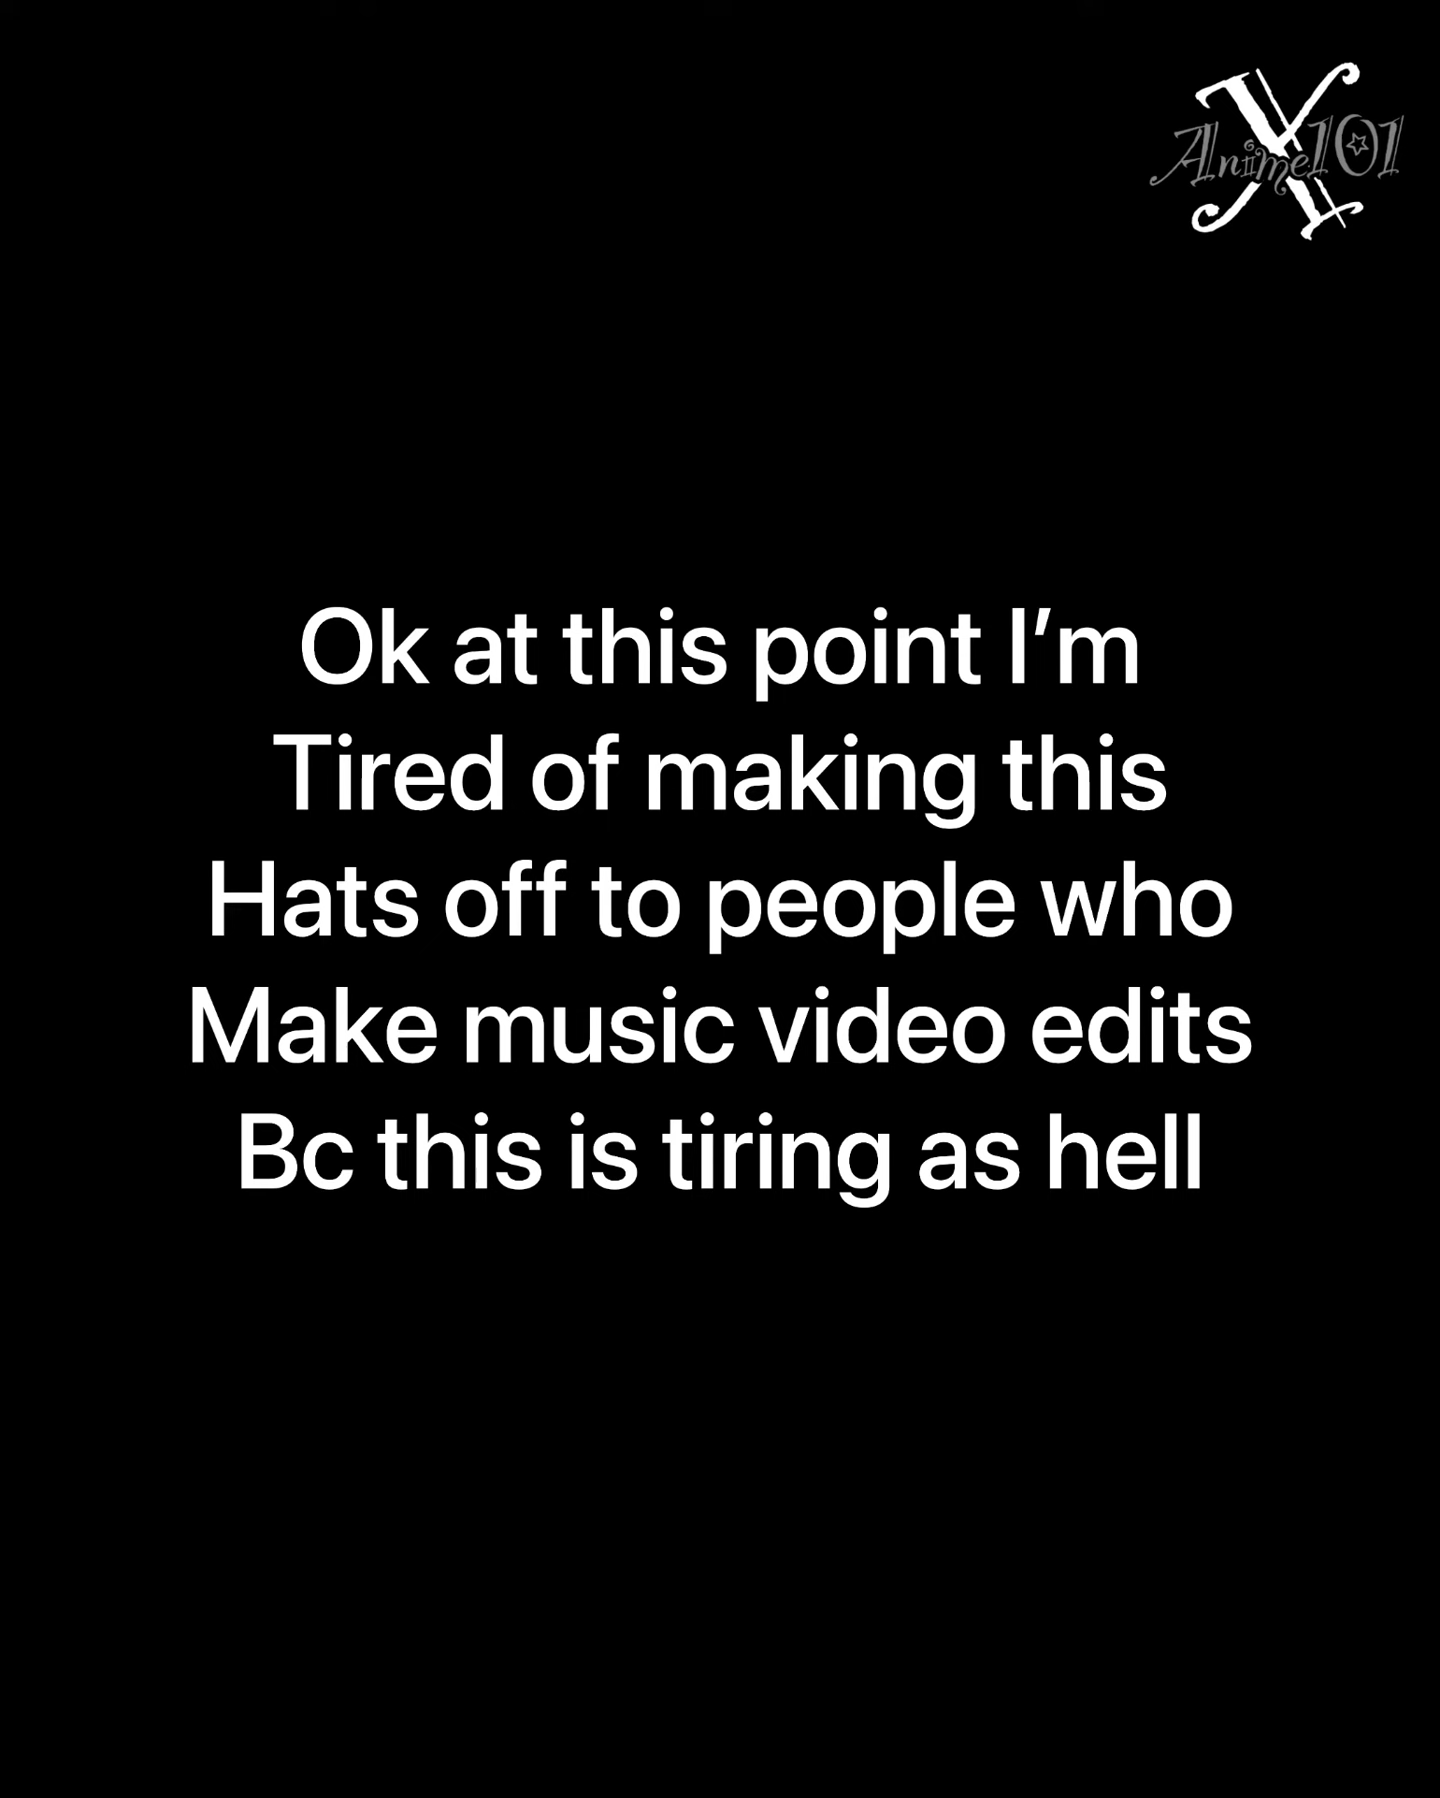 X
Anime101
Ok at this point I’m
Tired of making this
Hats off to people who
Make music video edits
Bc this is tiring as hell